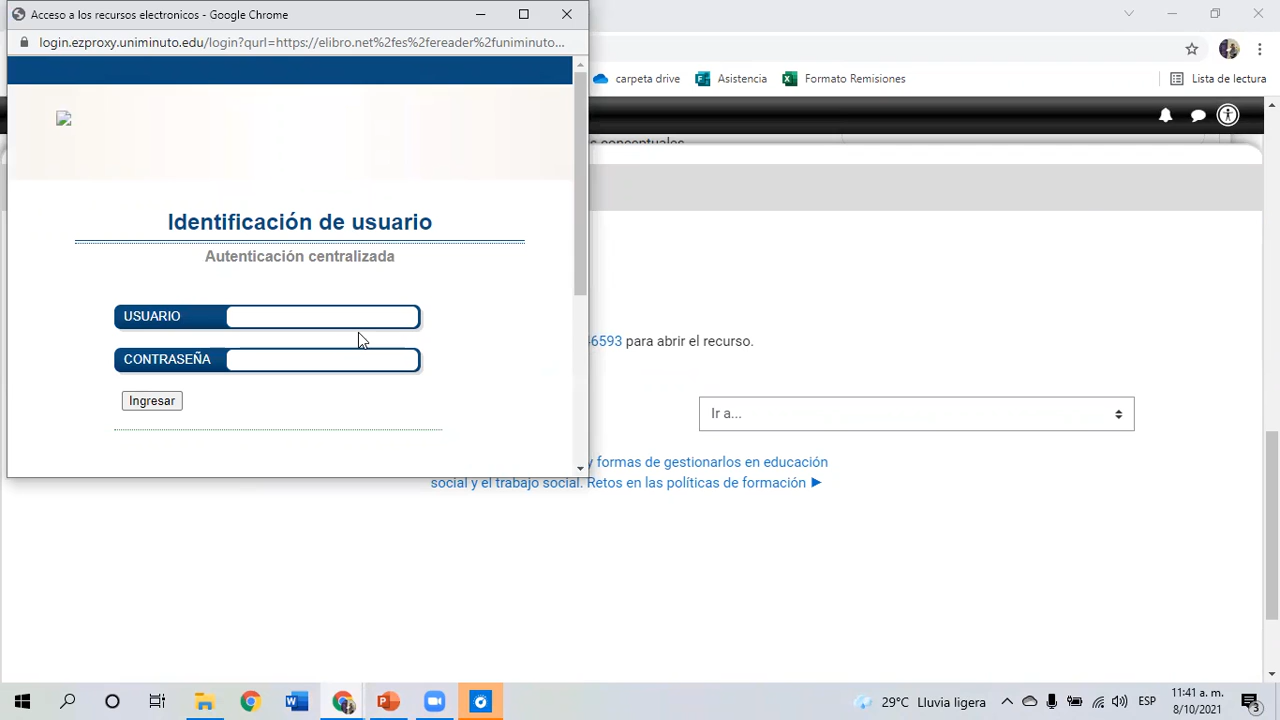 Acceso a los recursos electronicos - Google Chrome
login.ezproxy.uniminuto.edu/login?qurl=https://elibro.net%2fes%2fereader%2funiminuto...
carpeta drive
Asistencia
Formato Remisiones
Lista de lectura
s conceptuales
Identificación de usuario
Autenticación centralizada
USUARIO
CONTRASEÑA
Ingresar
46593 para abrir el recurso.
Ir a...
y formas de gestionarlos en educación
social y el trabajo social. Retos en las políticas de formación ►
29°C Lluvia ligera
ESP
11:41 a. m.
8/10/2021
3